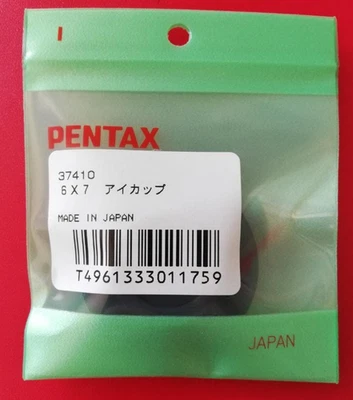 PENTAX
37410
6X7 アイカップ
MADE IN JAPAN
T4961333011759
JAPAN